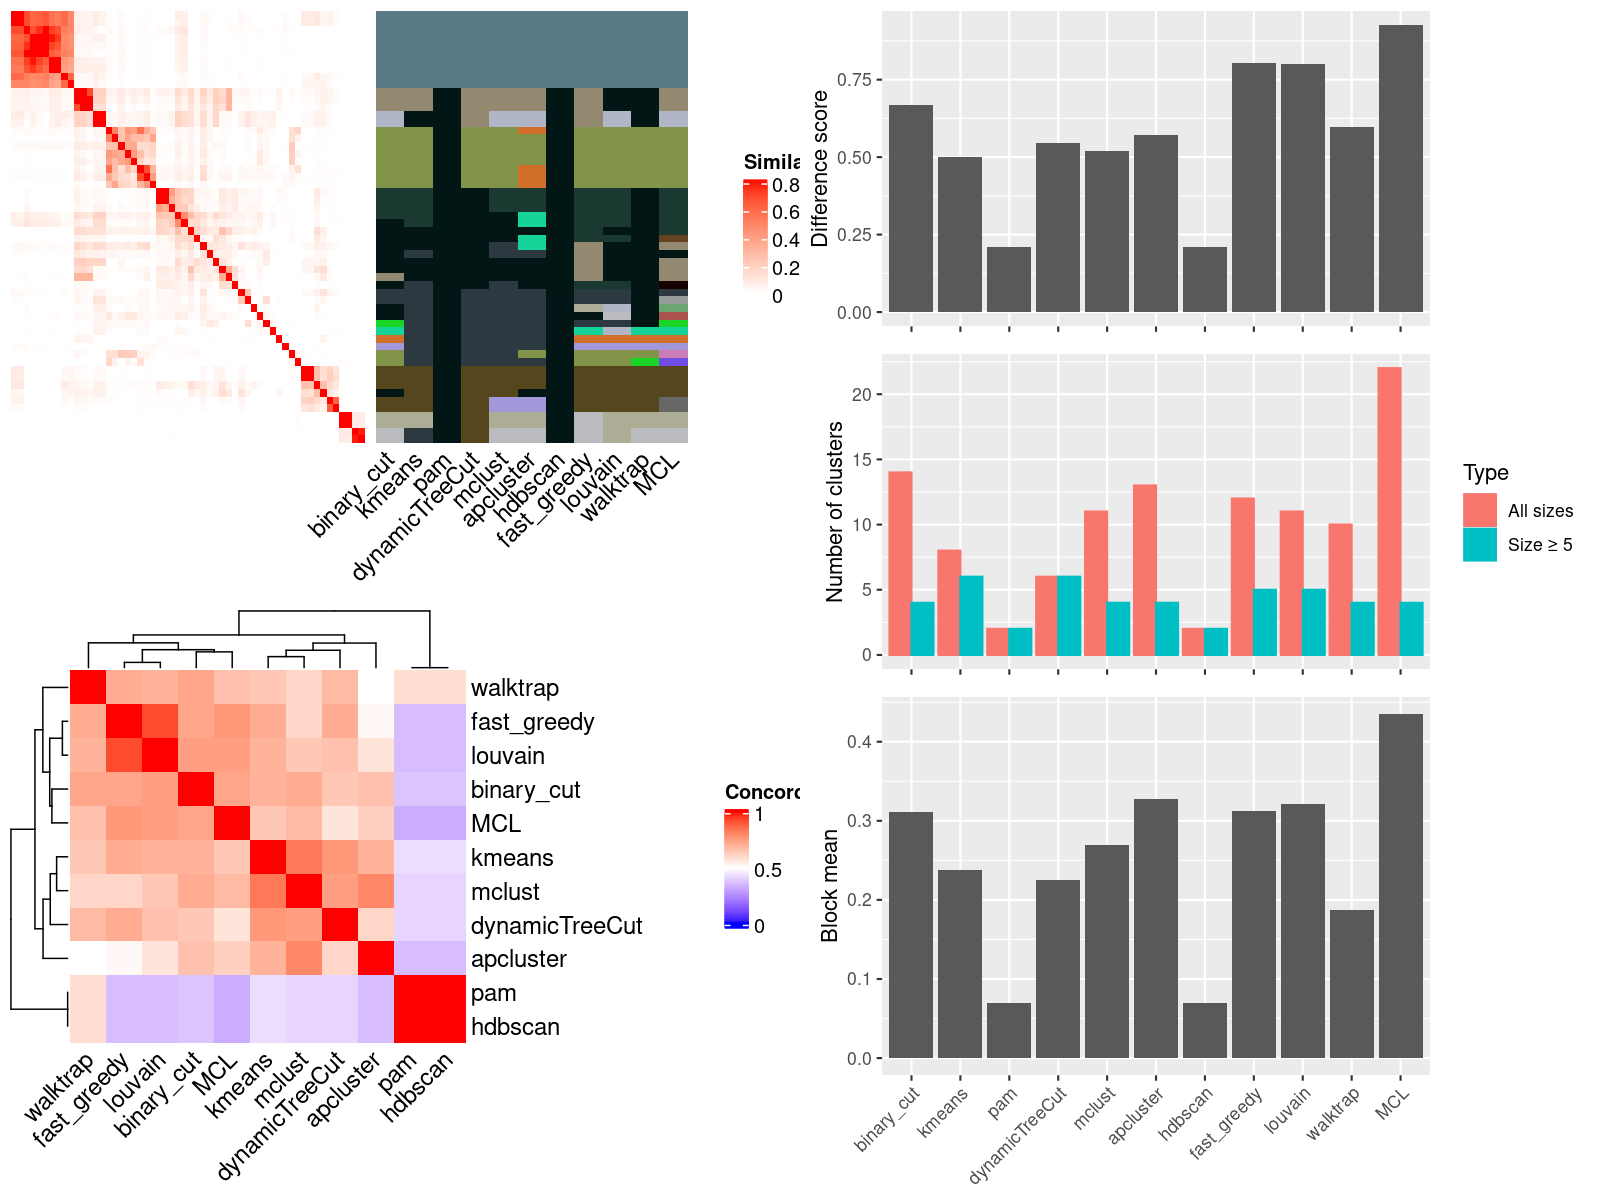 Simila
0.8
0.6
0.4
0.2
0
binary_cut
kmeans
pam
dynamicTreeCut
mclust
apcluster
hdbscan
fast_greedy
louvain
walktrap
MCL
Difference score
0.75
0.50
0.25
0.00
Number of clusters
20
15
10
5
0
Type
All sizes
Size ≥ 5
walktrap
fast_greedy
louvain
binary_cut
MCL
kmeans
mclust
dynamicTreeCut
apcluster
pam
hdbscan
Concord
1
0.5
0
walktrap
fast_greedy
louvain
binary_cut
MCL
kmeans
mclust
dynamicTreeCut
apcluster
pam
hdbscan
Block mean
0.4
0.3
0.2
0.1
0.0
binary_cut
kmeans
pam
dynamicTreeCut
mclust
apcluster
hdbscan
fast_greedy
louvain
walktrap
MCL